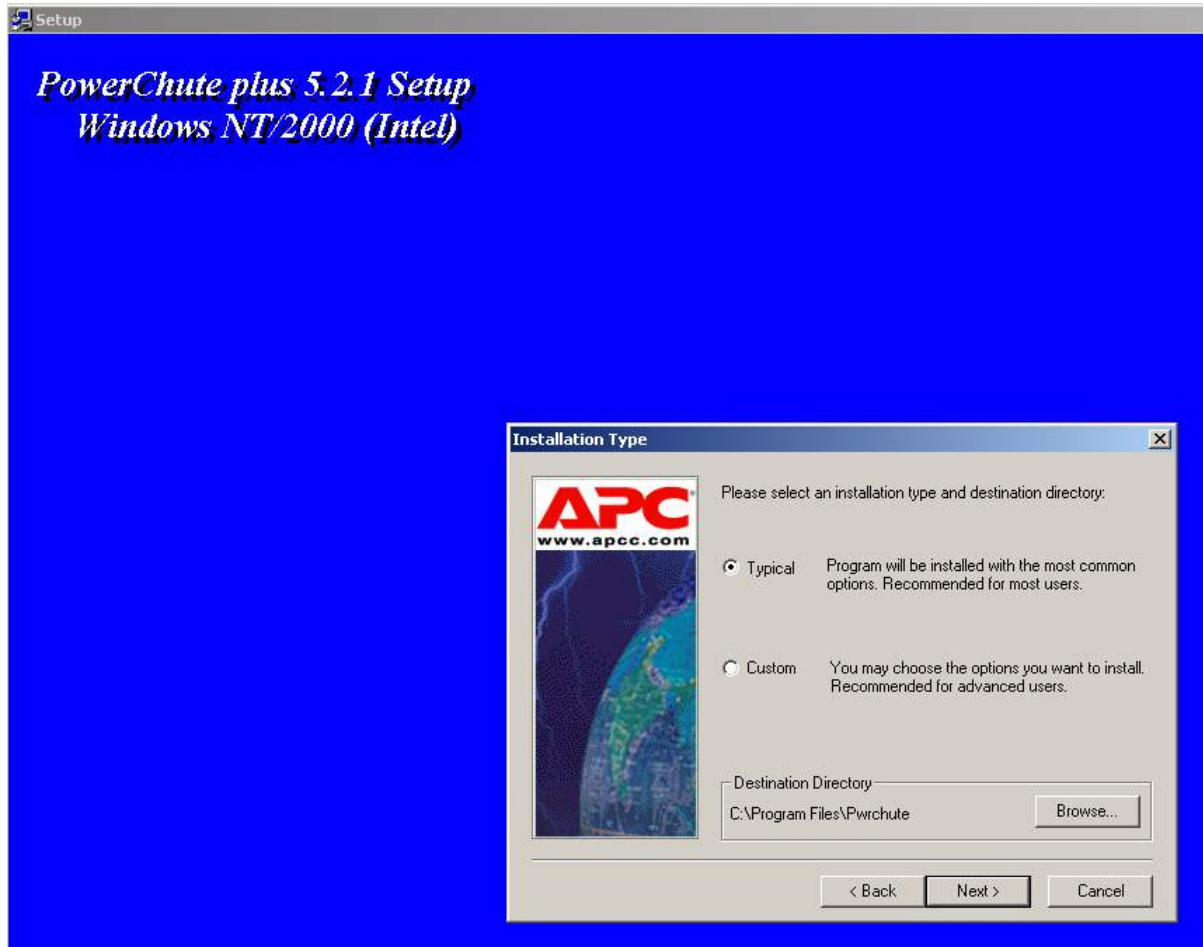 Setup
PowerChute plus 5.2.1 Setup
Windows NT/2000 (Intel)
Installation Type
APC
www.apcc.com
Please select an installation type and destination directory:
Typical
Program will be installed with the most common
options. Recommended for most users.
Custom
You may choose the options you want to install.
Recommended for advanced users.
Destination Directory
C:\Program Files\Pwrchute
Browse...
< Back
Next >
Cancel